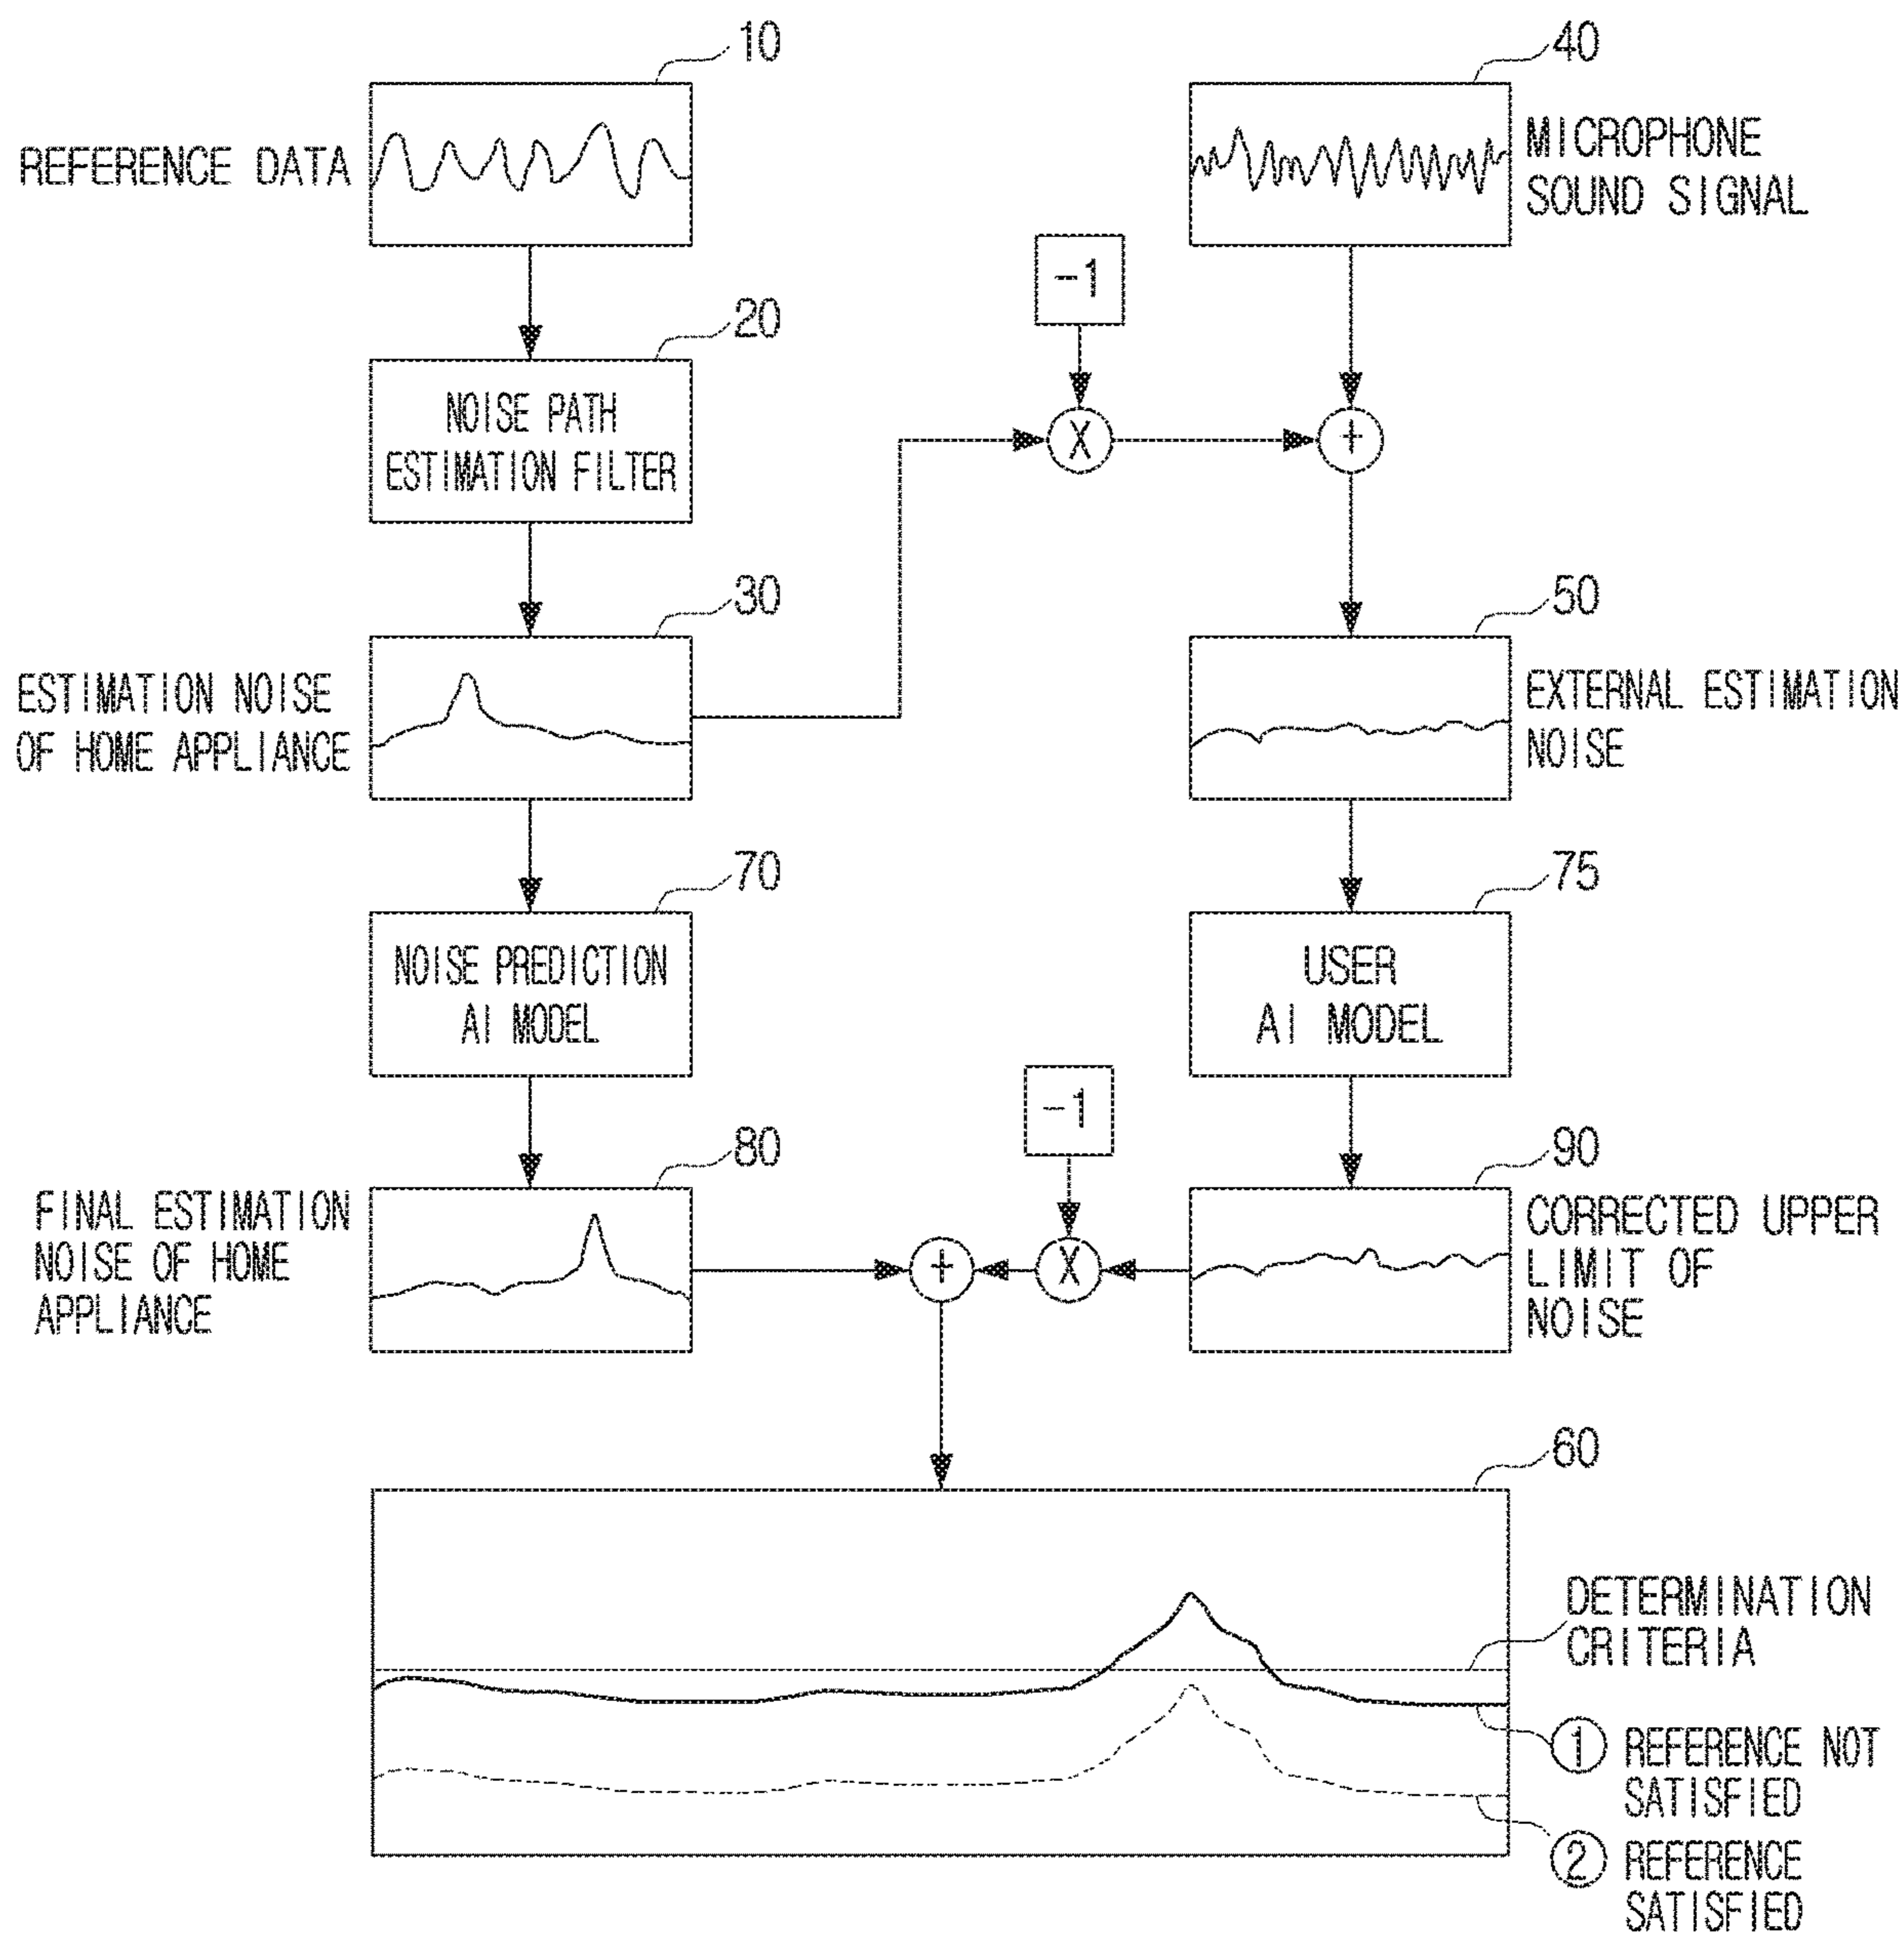 10
REFERENCE DATA
40
MICROPHONE
SOUND SIGNAL
-1
20
NOISE PATH
ESTIMATION FILTER
X
+
30
ESTIMATION NOISE
OF HOME APPLIANCE
50
EXTERNAL ESTIMATION
NOISE
70
NOISE PREDICTION
AI MODEL
75
USER
AI MODEL
-1
80
FINAL ESTIMATION
NOISE OF HOME
APPLIANCE
+
X
90
CORRECTED UPPER
LIMIT OF
NOISE
60
DETERMINATION
CRITERIA
1 REFERENCE NOT
SATISFIED
2 REFERENCE
SATISFIED